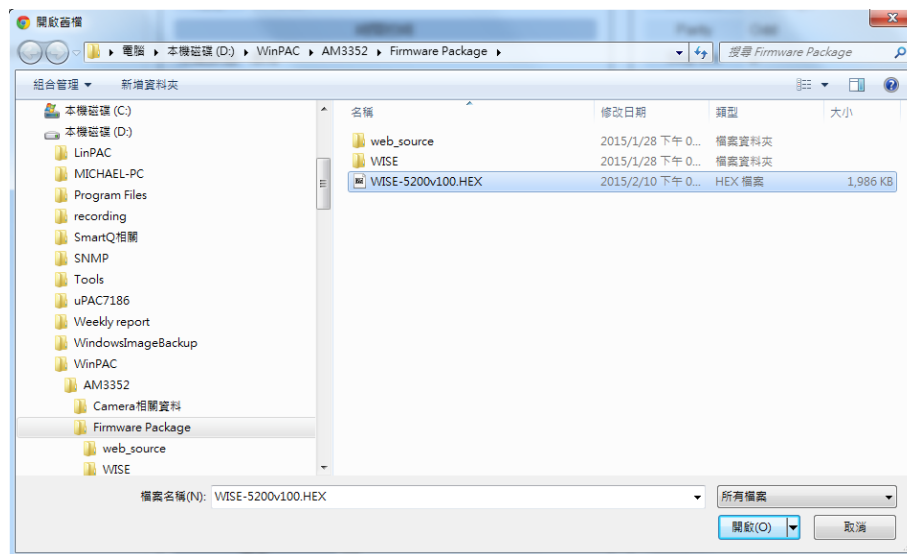 開啟舊檔
電腦 ▸ 本機磁碟 (D:) ▸ WinPAC ▸ AM3352 ▸ Firmware Package ▸
搜尋 Firmware Package
組合管理 新增資料夾
本機磁碟 (C:)
本機磁碟 (D:)
LinPAC
MICHAEL-PC
Program Files
recording
SmartQ相關
SNMP
Tools
uPAC7186
Weekly report
WindowsImageBackup
WinPAC
AM3352
Camera相關資料
Firmware Package
web_source
WISE
名稱 修改日期 類型 大小
web_source 2015/1/28 下午 0... 檔案資料夾
WISE 2015/1/28 下午 0... 檔案資料夾
WISE-5200v100.HEX 2015/2/10 下午 0... HEX 檔案 1,986 KB
檔案名稱(N): WISE-5200v100.HEX 所有檔案
開啟(O) 取消